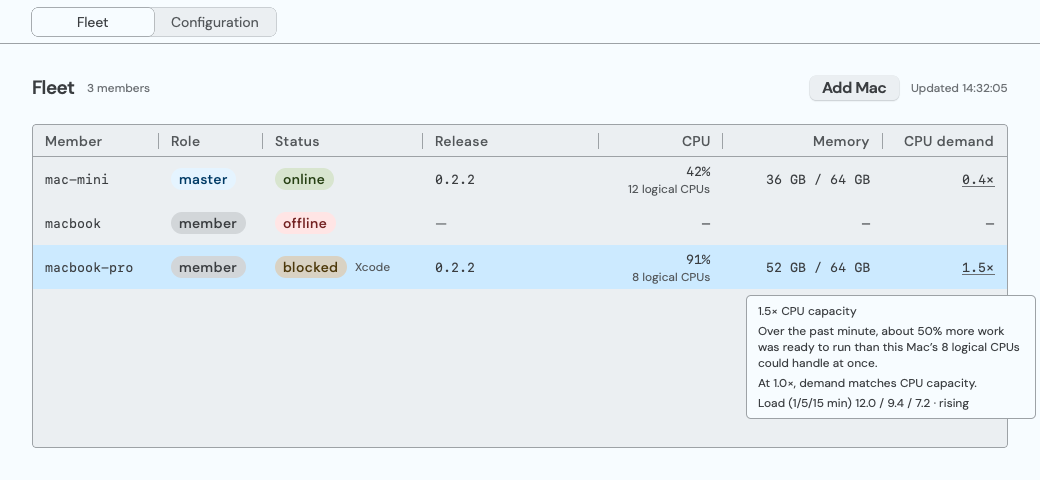 Fleet Configuration
Fleet 3 members Add Mac Updated 14:32:05
Member Role Status Release CPU Memory CPU demand
mac-mini master online 0.2.2 42% 12 logical CPUs 36 GB / 64 GB 0.4×
macbook member offline — — — —
macbook-pro member blocked Xcode 0.2.2 91% 8 logical CPUs 52 GB / 64 GB 1.5×
1.5× CPU capacity
Over the past minute, about 50% more work
was ready to run than this Mac’s 8 logical CPUs
could handle at once.
At 1.0×, demand matches CPU capacity.
Load (1/5/15 min) 12.0 / 9.4 / 7.2 · rising